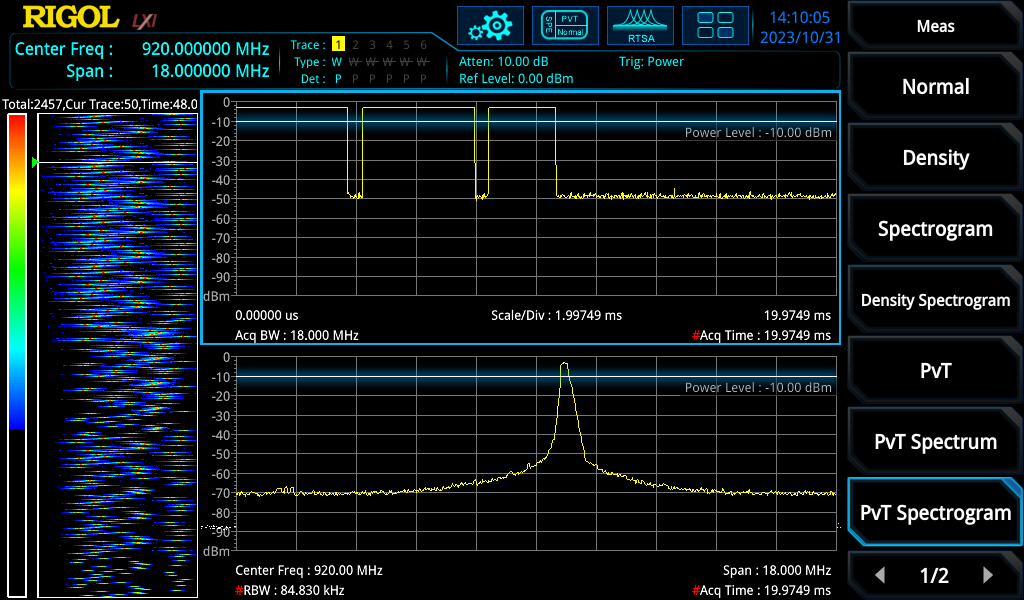 RIGOL LXI
Center Freq : 920.000000 MHz
Span : 18.000000 MHz
Trace : 1 2 3 4 5 6
Type : W W W W W W
Det : P P P P P P
SPE PVT Normal
RTSA
14:10:05
2023/10/31
Atten: 10.00 dB
Trig: Power
Ref Level: 0.00 dBm
Total:2457,Cur Trace:50,Time:48.0
0
-10
Power Level : -10.00 dBm
-20
-30
-40
-50
-60
-70
-80
-90
dBm
0.00000 us
Scale/Div : 1.99749 ms
19.9749 ms
Acq BW : 18.000 MHz
#Acq Time : 19.9749 ms
0
-10
Power Level : -10.00 dBm
-20
-30
-40
-50
-60
-70
-80
-90
dBm
Center Freq : 920.00 MHz
Span : 18.000 MHz
#RBW : 84.830 kHz
#Acq Time : 19.9749 ms
Meas
Normal
Density
Spectrogram
Density Spectrogram
PvT
PvT Spectrum
PvT Spectrogram
1/2